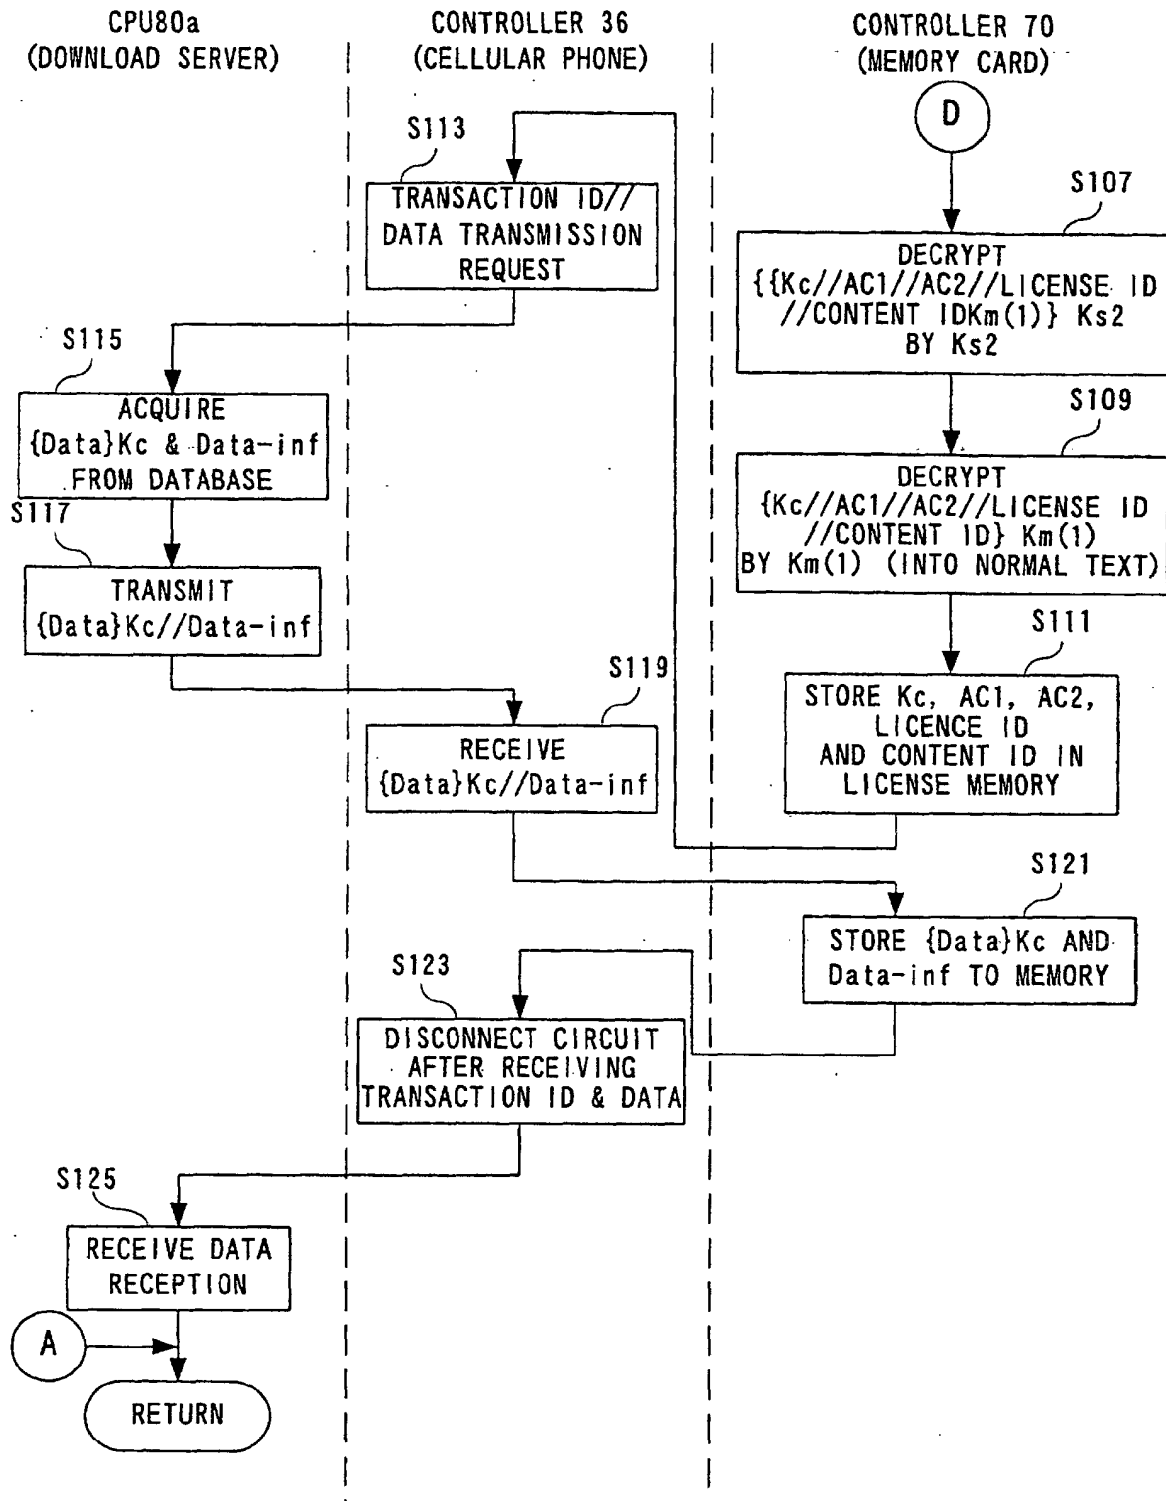 CPU80a
(DOWNLOAD SERVER)
CONTROLLER 36
(CELLULAR PHONE)
CONTROLLER 70
(MEMORY CARD)
D
S107
DECRYPT
{{Kc//AC1//AC2//LICENSE ID
//CONTENT IDKm(1)} Ks2
BY Ks2
S109
DECRYPT
{Kc//AC1//AC2//LICENSE ID
//CONTENT ID} Km(1)
BY Km(1) (INTO NORMAL TEXT)
S111
STORE Kc, AC1, AC2,
LICENCE ID
AND CONTENT ID IN
LICENSE MEMORY
S113
TRANSACTION ID//
DATA TRANSMISSION
REQUEST
S115
ACQUIRE
{Data}Kc & Data-inf
FROM DATABASE
S117
TRANSMIT
{Data}Kc//Data-inf
S119
RECEIVE
{Data}Kc//Data-inf
S121
STORE {Data}Kc AND
Data-inf TO MEMORY
S123
DISCONNECT CIRCUIT
AFTER RECEIVING
TRANSACTION ID & DATA
S125
RECEIVE DATA
RECEPTION
A
RETURN